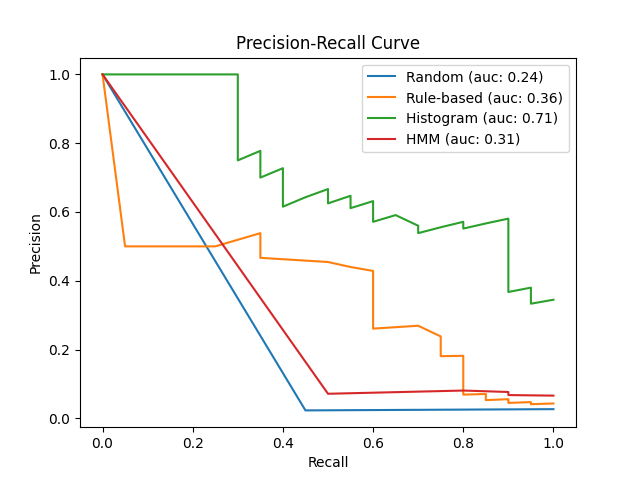 Precision-Recall Curve
Random (auc: 0.24)
Rule-based (auc: 0.36)
Histogram (auc: 0.71)
HMM (auc: 0.31)
Precision
1.0
0.8
0.6
0.4
0.2
0.0
0.0 0.2 0.4 0.6 0.8 1.0
Recall